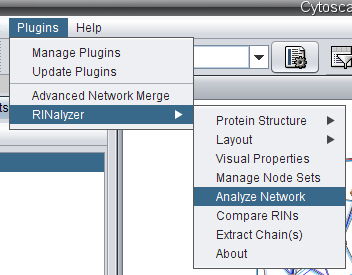 Cytosca
Plugins Help
Manage Plugins
Update Plugins
Advanced Network Merge
RINalyzer
Protein Structure
Layout
Visual Properties
Manage Node Sets
Analyze Network
Compare RINs
Extract Chain(s)
About
ts